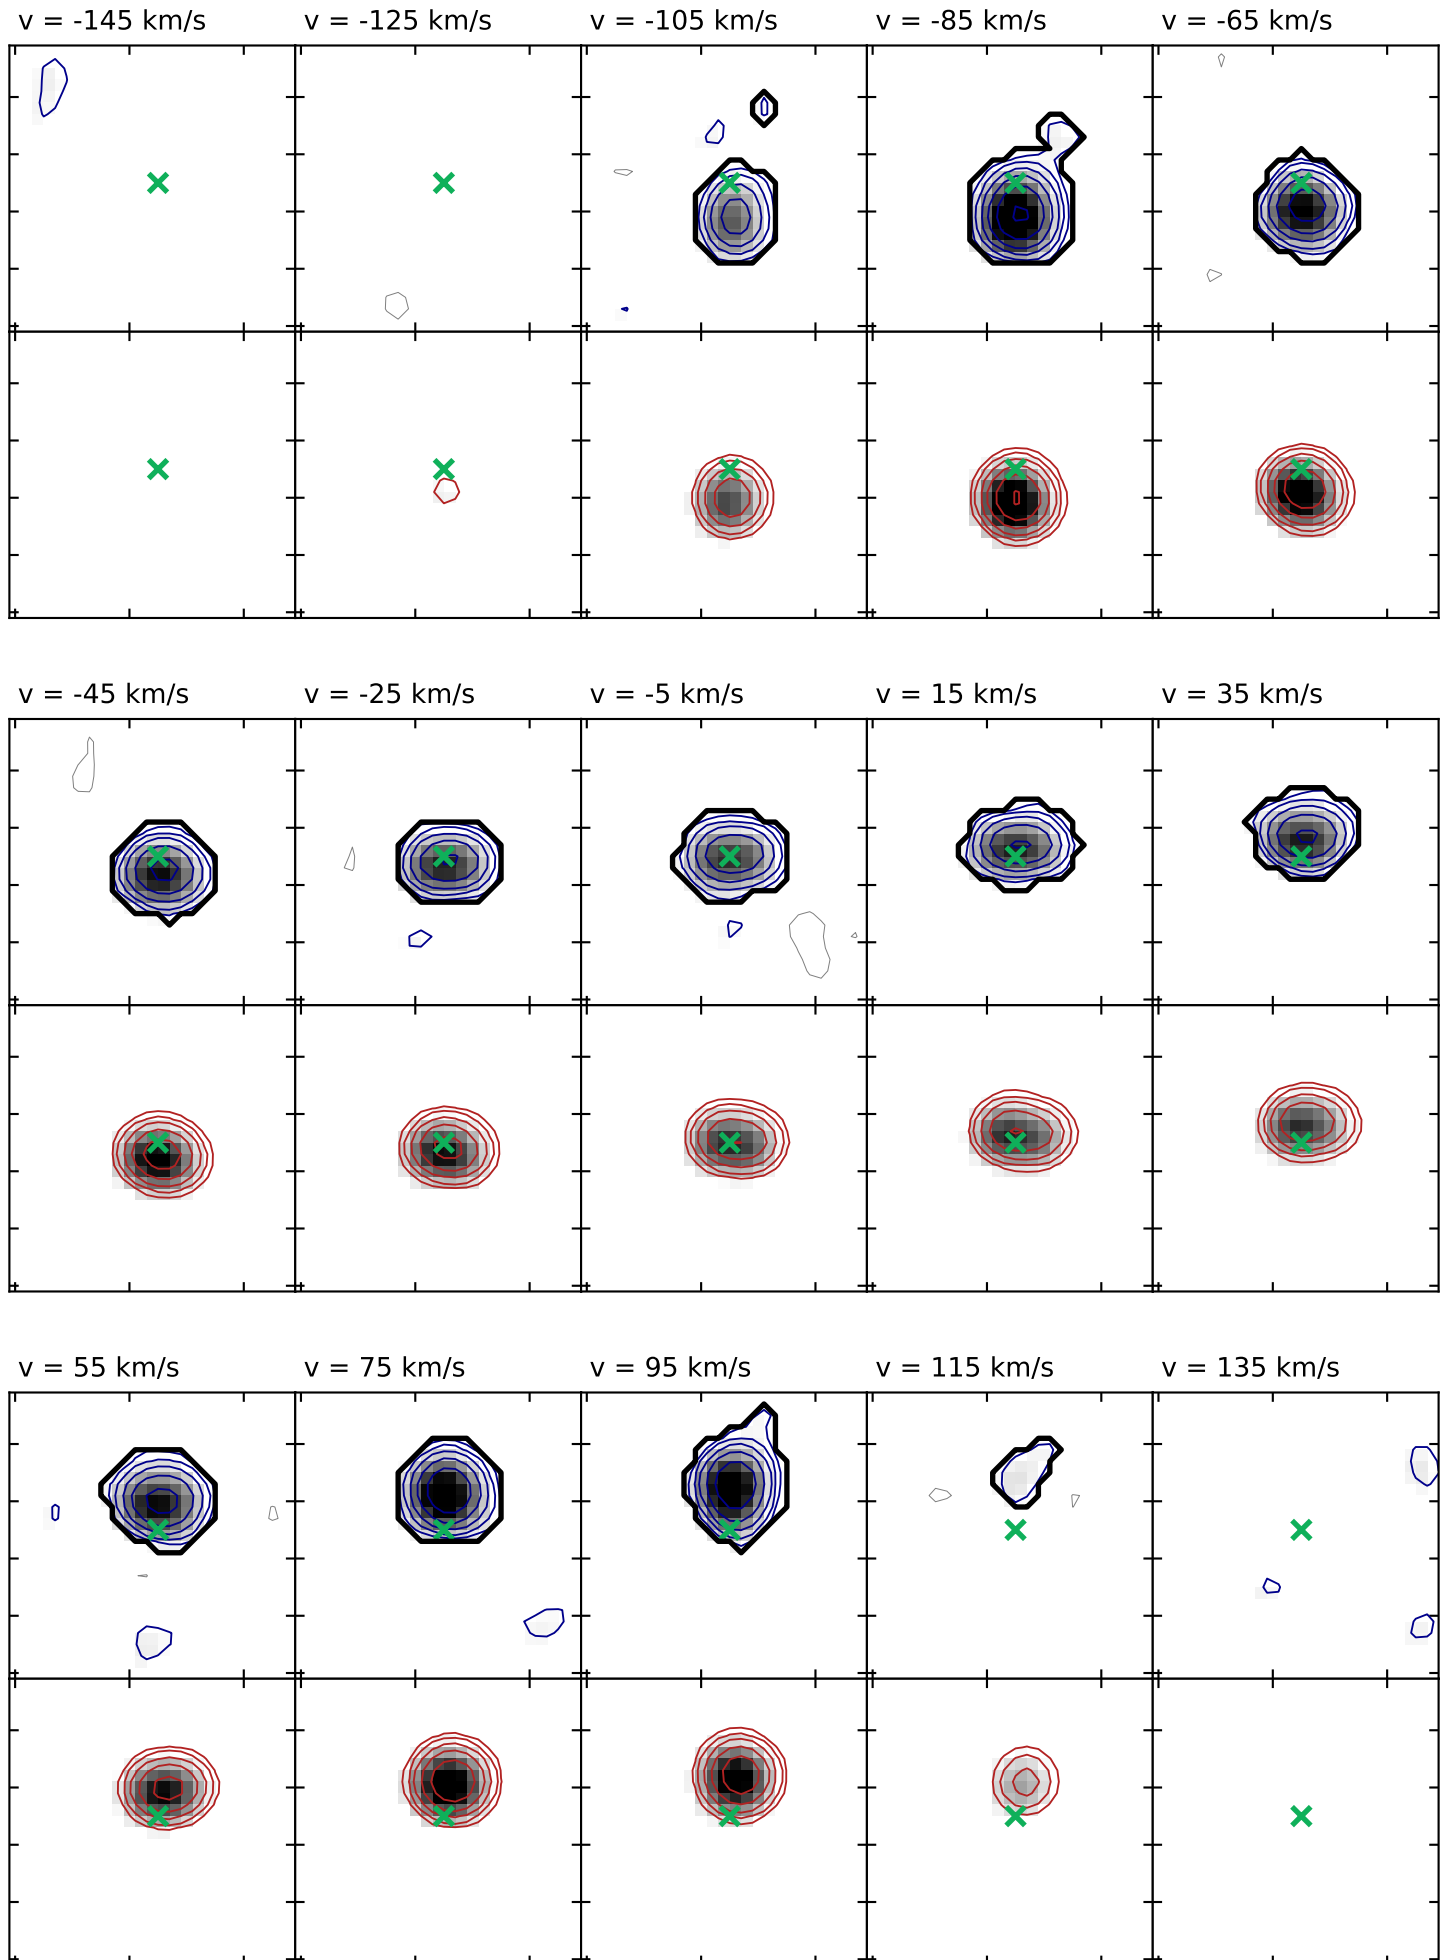 v = -145 km/s
v = -125 km/s
v = -105 km/s
v = -85 km/s
v = -65 km/s
v = -45 km/s
v = -25 km/s
v = -5 km/s
v = 15 km/s
v = 35 km/s
v = 55 km/s
v = 75 km/s
v = 95 km/s
v = 115 km/s
v = 135 km/s